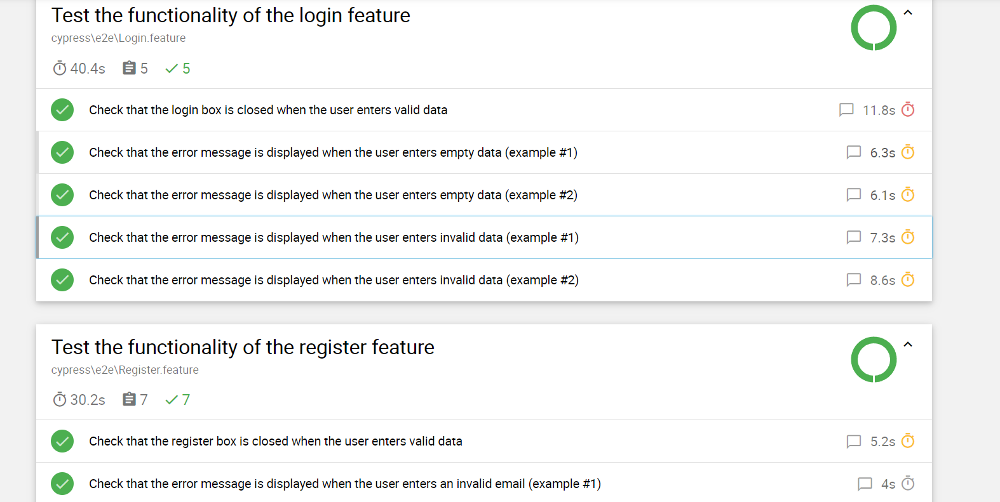 Test the functionality of the login feature
cypress\e2e\Login.feature
40.4s 5 5
Check that the login box is closed when the user enters valid data 11.8s
Check that the error message is displayed when the user enters empty data (example #1) 6.3s
Check that the error message is displayed when the user enters empty data (example #2) 6.1s
Check that the error message is displayed when the user enters invalid data (example #1) 7.3s
Check that the error message is displayed when the user enters invalid data (example #2) 8.6s
Test the functionality of the register feature
cypress\e2e\Register.feature
30.2s 7 7
Check that the register box is closed when the user enters valid data 5.2s
Check that the error message is displayed when the user enters an invalid email (example #1) 4s